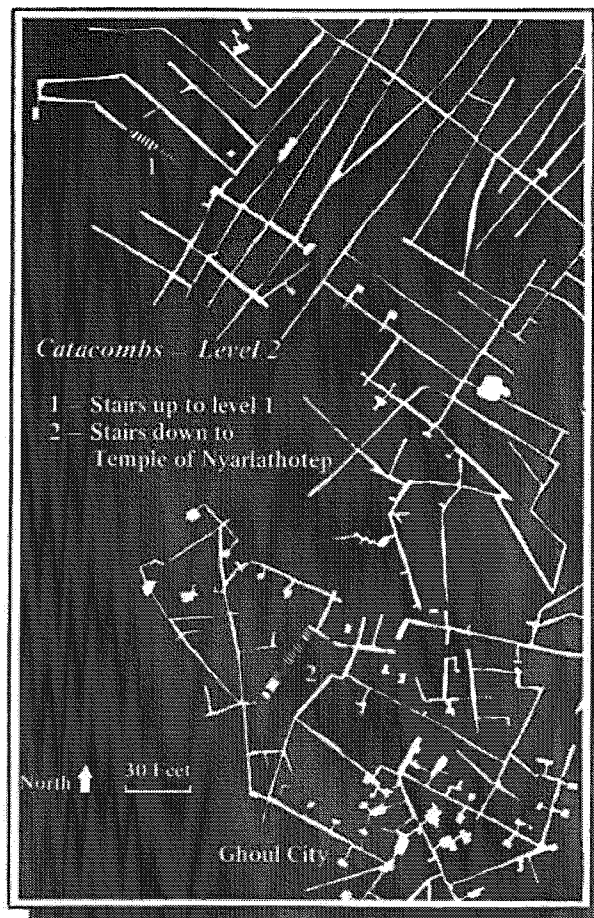 1
Catacombs – Level 2
1 – Stairs up to level 1
2 – Stairs down to
Temple of Nyarlathotep
2
North
30 Feet
Ghoul City